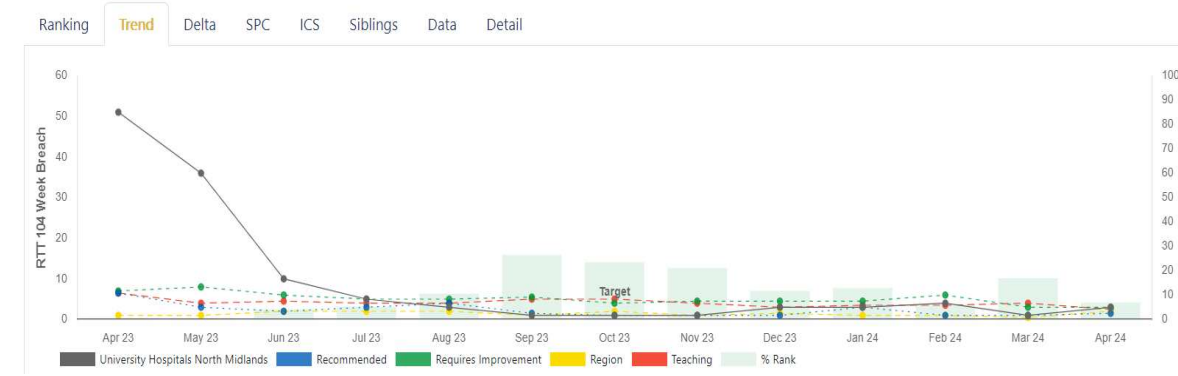 Ranking Trend Delta SPC ICS Siblings Data Detail
60 100
90
50 80
70
40 60
30 50
40
20 30
20
10 10
0 0
RTT 104 Week Breach
Target
Apr 23 May 23 Jun 23 Jul 23 Aug 23 Sep 23 Oct 23 Nov 23 Dec 23 Jan 24 Feb 24 Mar 24 Apr 24
University Hospitals North Midlands Recommended Requires Improvement Region Teaching % Rank